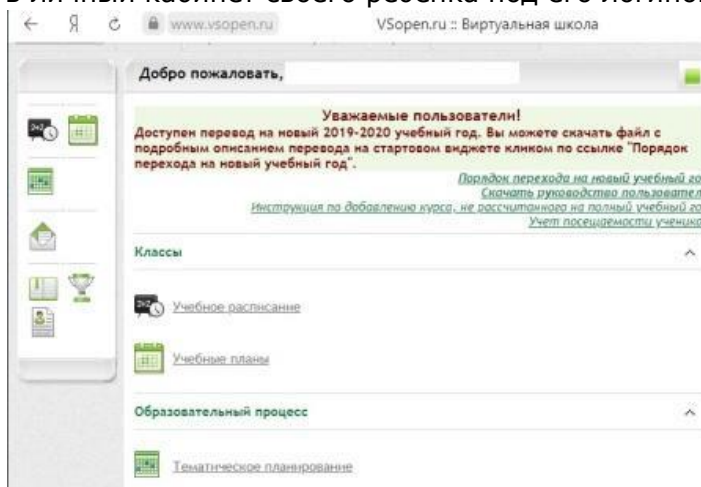 в личный кабинет своего ребенка под его логино
www.vsopen.ru VSopen.ru :: Виртуальная школа
Добро пожаловать,
Уважаемые пользователи!
Доступен перевод на новый 2019-2020 учебный год. Вы можете скачать файл с
подробным описанием перевода на стартовом виджете кликом по ссылке "Порядок
перехода на новый учебный год".
Порядок перехода на новый учебный го
Скачать руководство пользовател
Инструкция по добавлению курса, не рассчитанного на полный учебный го
Учет посещаемости ученико
Классы
Учебное расписание
Учебные планы
Образовательный процесс
Тематическое планирование